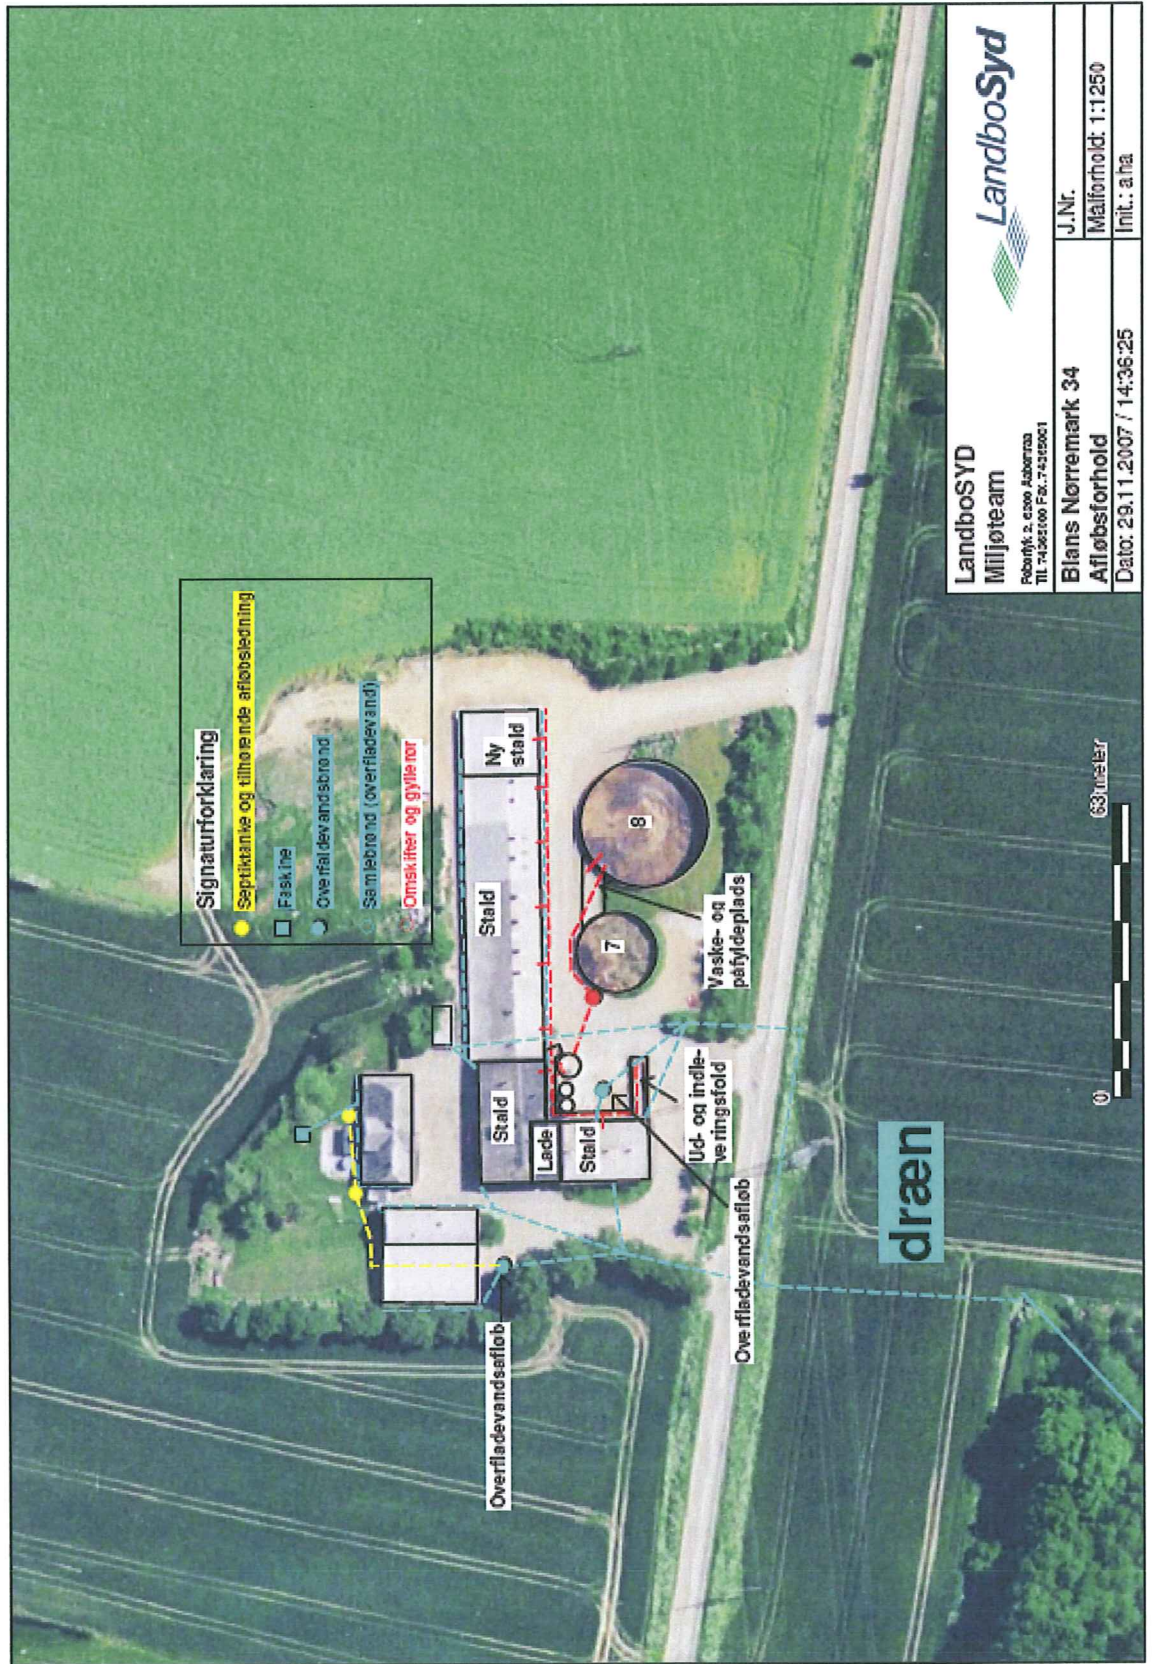 Signaturforklaring
Septiktanke og tilhørende afløbsledning
Faskine
Overfaldevandsbrønd
Samlebrønd (overfladevand)
Omskifter og gyllerør
Ny
stald
Stald
Stald
Lade
Stald
8
7
Vaske- og
påfyldeplads
Ud- og indle-
veringsfold
Overfladevandsafløb
Overfladevandsafløb
dræn
0
63 meter
LandboSYD
Miljøteam
LandboSyd
Blans Nørremark 34
Afløbsforhold
Dato: 29.11.2007 / 14:36:25
J.Nr.
Målforhold: 1:1250
Init.: aha